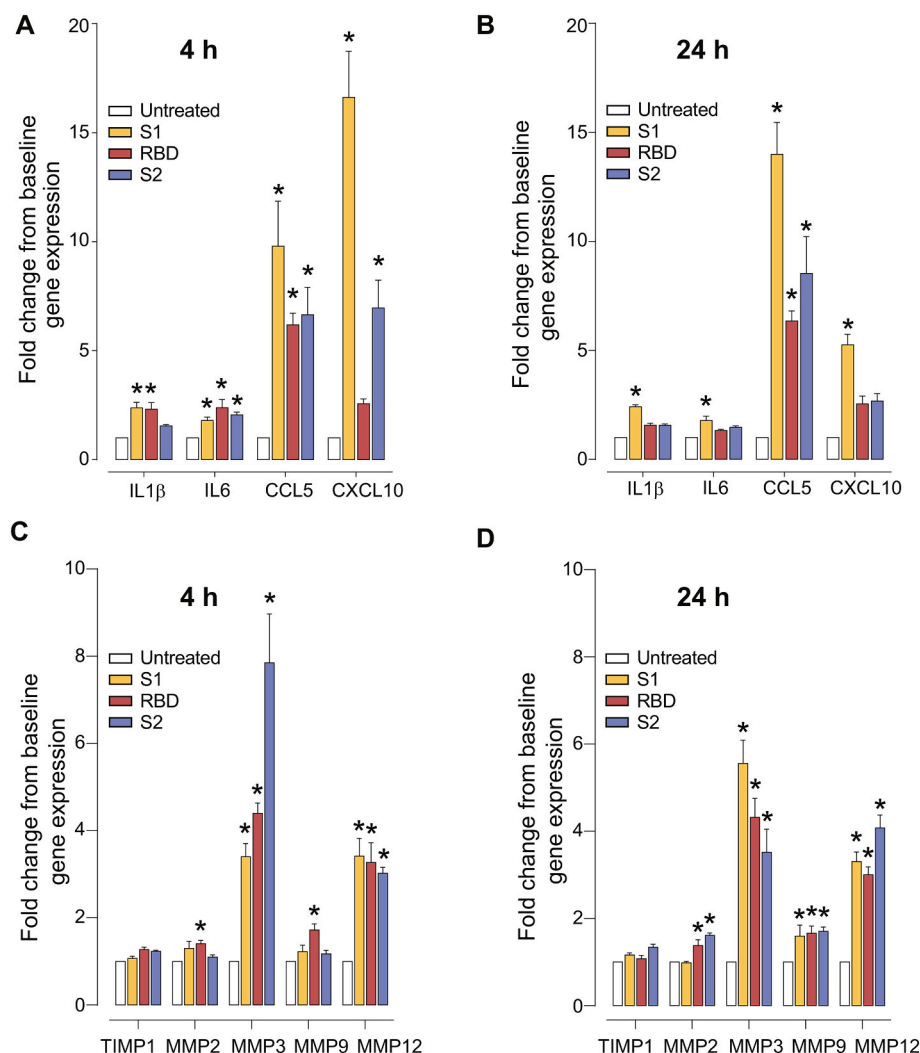 A
20
15
10
5
0
Fold change from baseline
gene expression
4 h
Untreated
S1
RBD
S2
* * * * * * * * * *
IL1β IL6 CCL5 CXCL10
B
20
15
10
5
0
Fold change from baseline
gene expression
24 h
Untreated
S1
RBD
S2
* * * * * *
IL1β IL6 CCL5 CXCL10
C
10
8
6
4
2
0
Fold change from baseline
gene expression
4 h
Untreated
S1
RBD
S2
* * * * * * * *
TIMP1 MMP2 MMP3 MMP9 MMP12
D
10
8
6
4
2
0
Fold change from baseline
gene expression
24 h
Untreated
S1
RBD
S2
* * * * * * * * * * *
TIMP1 MMP2 MMP3 MMP9 MMP12